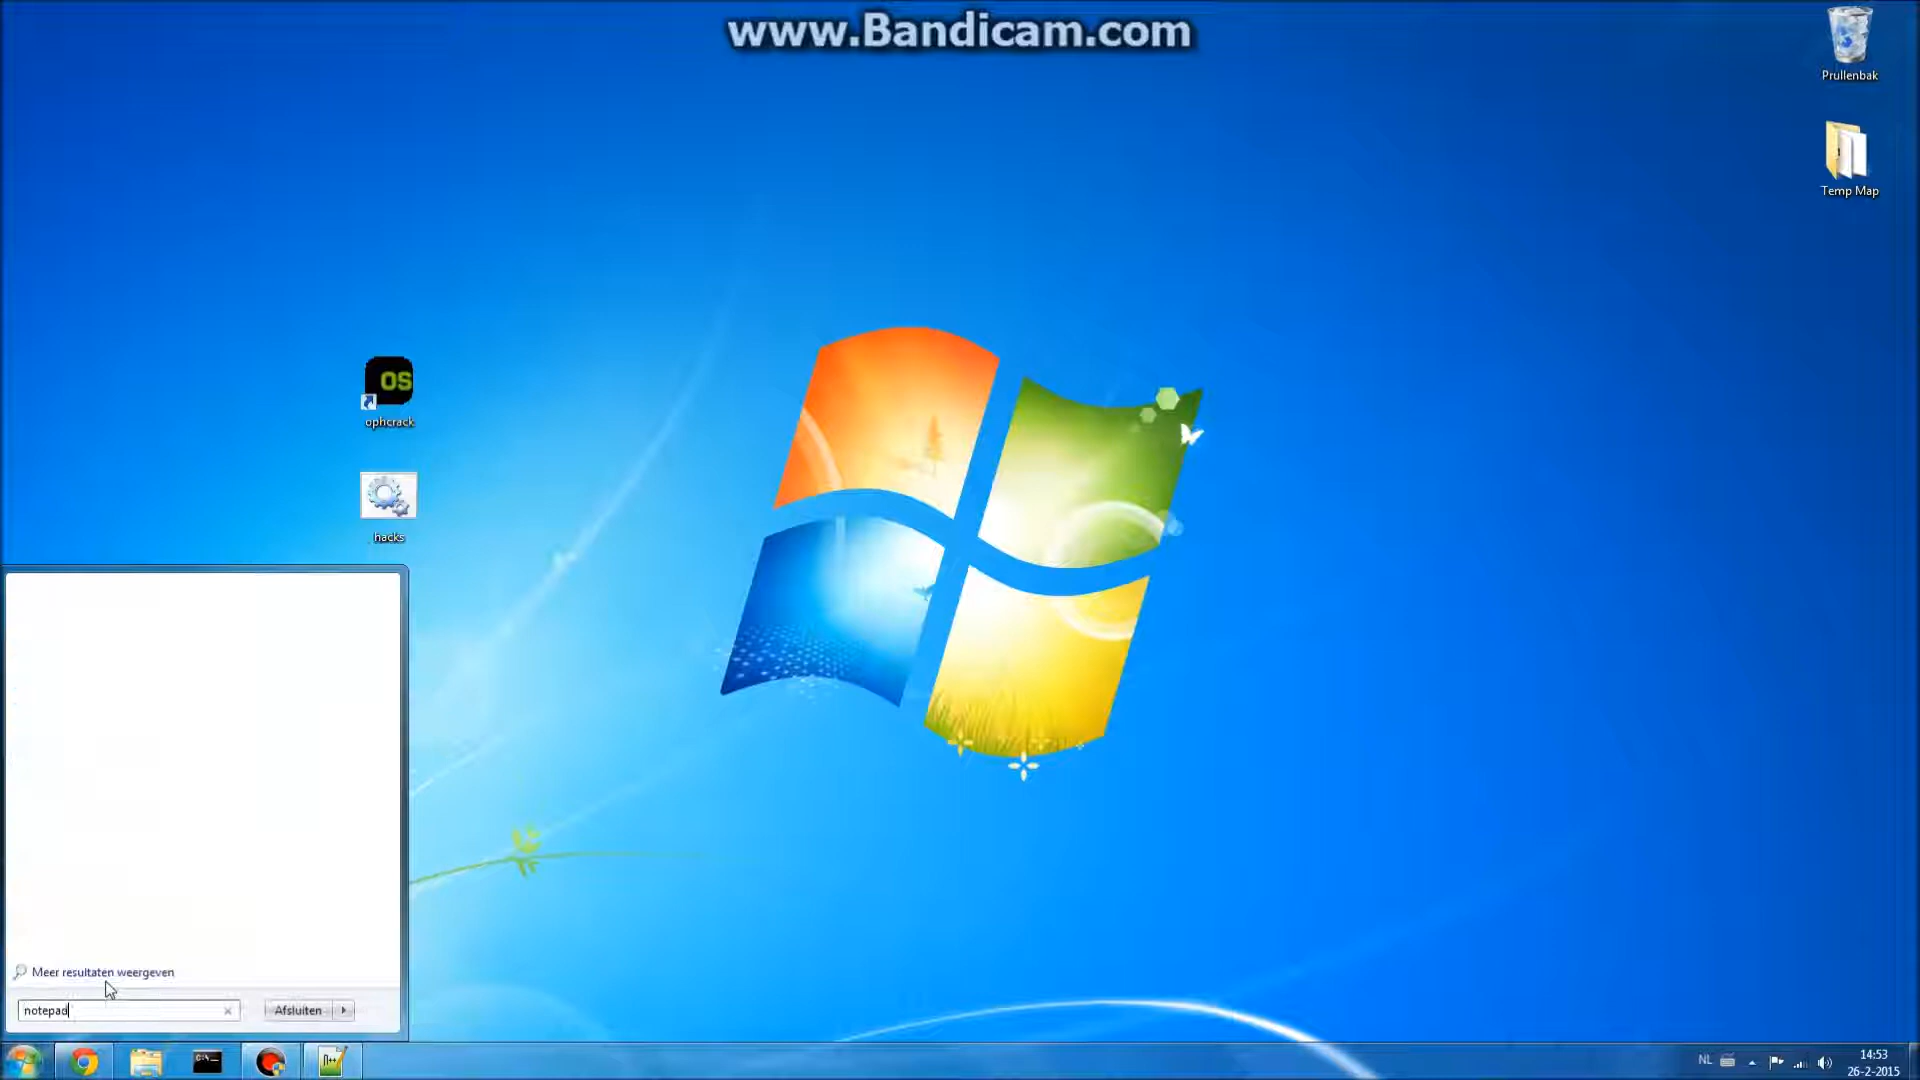 www.Bandicam.com
Prullenbak
Temp Map
OS
ophcrack
hacks
Meer resultaten weergeven
notepad
Afsluiten
NL
14:53
26-2-2015